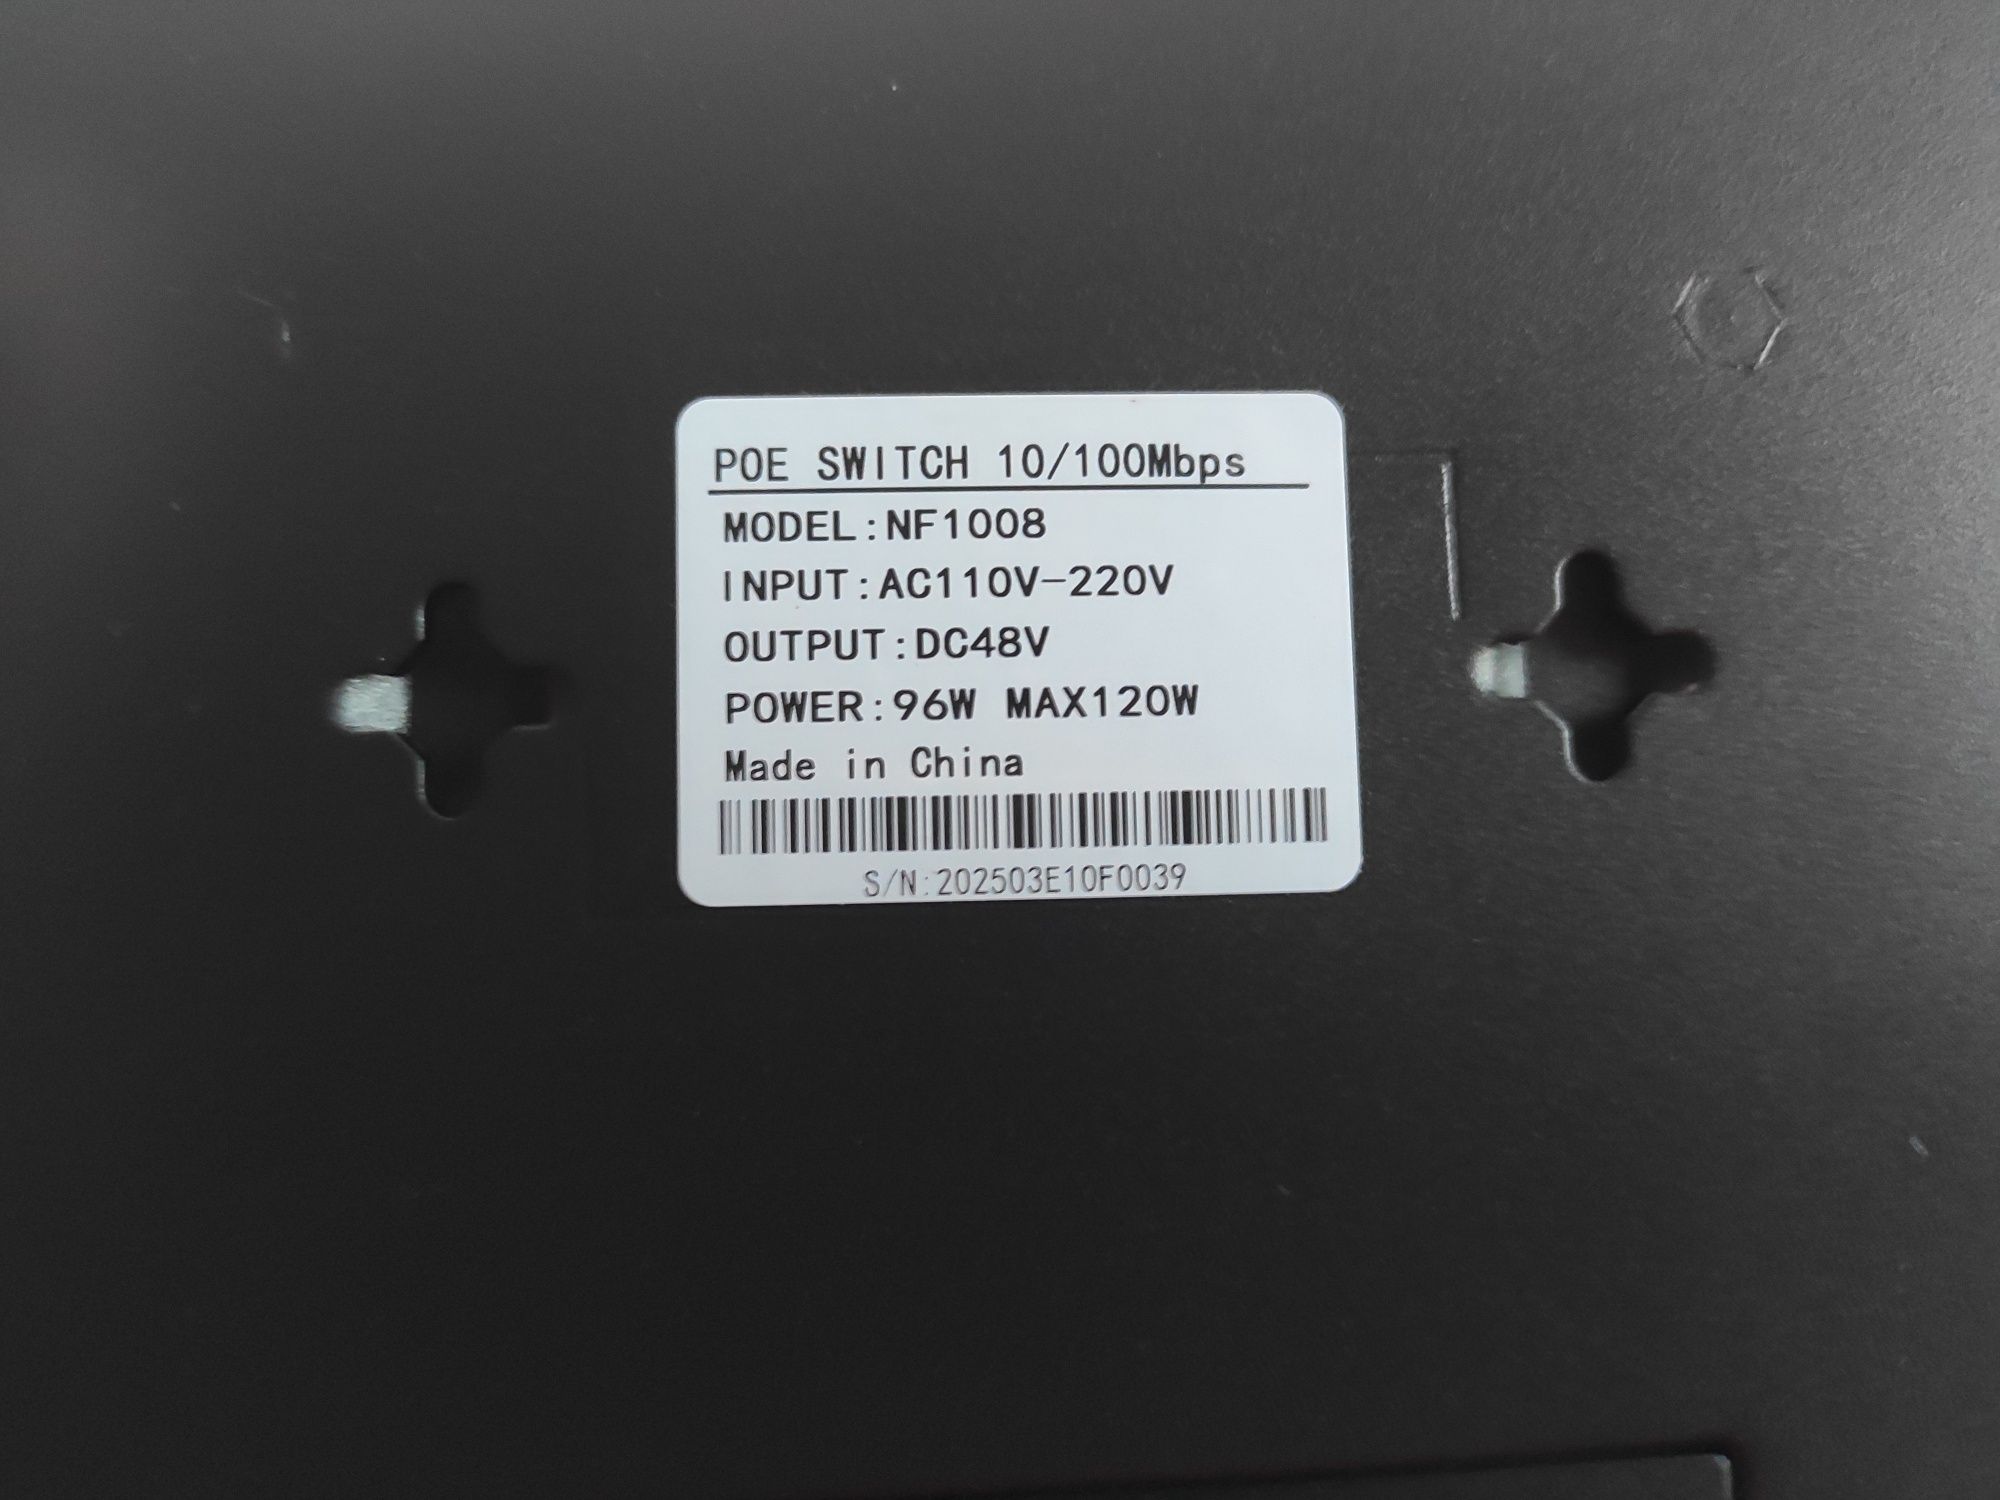 POE SWITCH 10/100Mbps
MODEL:NF1008
INPUT:AC110V-220V
OUTPUT:DC48V
POWER:96W MAX120W
Made in China
S/N:202503E10F0039